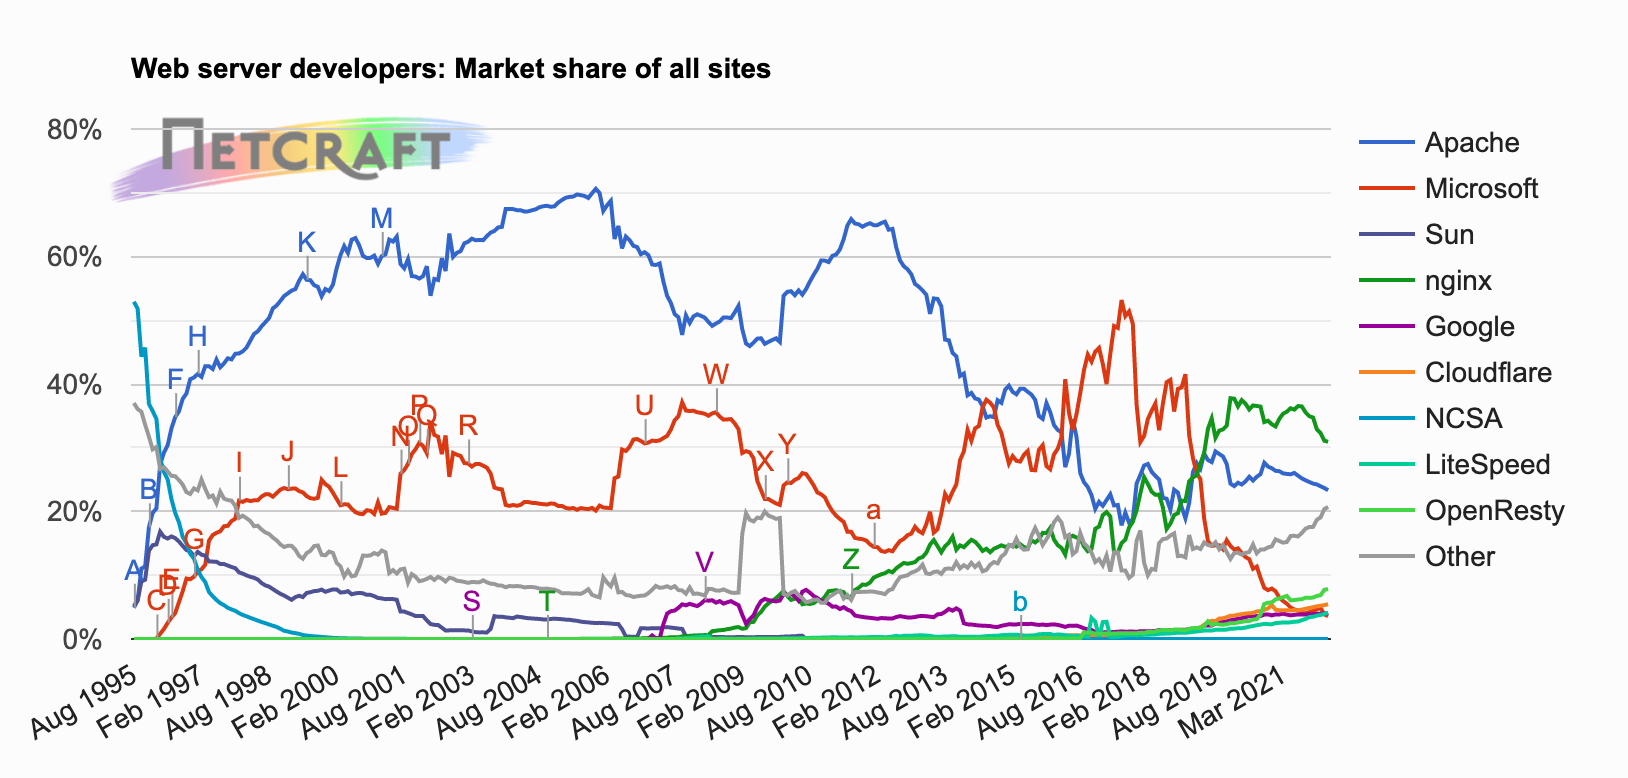 Web server developers: Market share of all sites
NETCRAFT
80%
60%
40%
20%
0%
A
B
C
D
E
F
G
H
I
J
K
L
M
N
O
P
Q
R
S
T
U
V
W
X
Y
Z
a
b
Aug 1995
Feb 1997
Aug 1998
Feb 2000
Aug 2001
Feb 2003
Aug 2004
Feb 2006
Aug 2007
Feb 2009
Aug 2010
Feb 2012
Aug 2013
Feb 2015
Aug 2016
Feb 2018
Aug 2019
Mar 2021
Apache
Microsoft
Sun
nginx
Google
Cloudflare
NCSA
LiteSpeed
OpenResty
Other